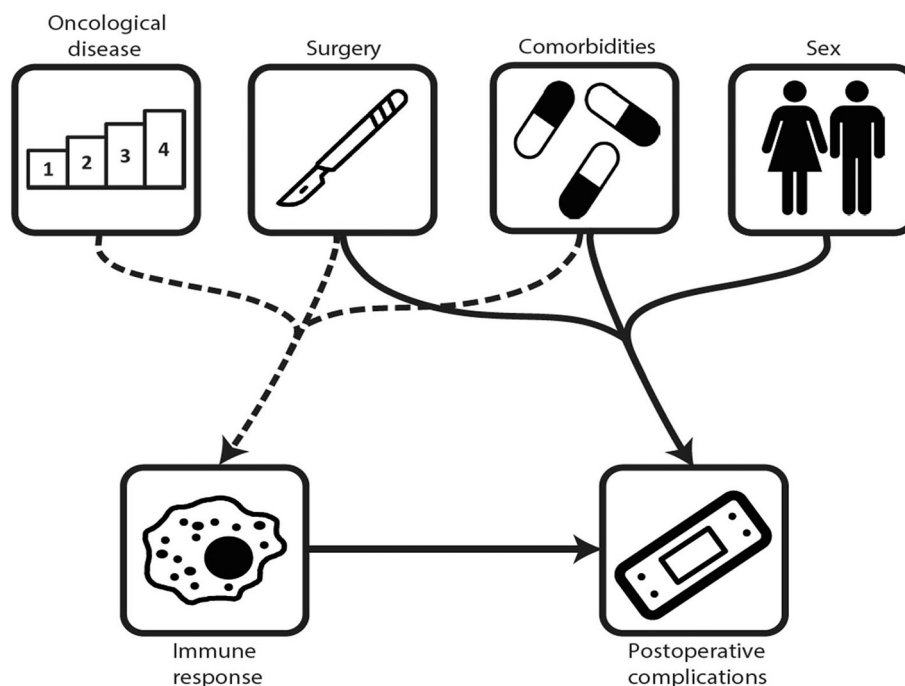 Oncological
disease
Surgery
Comorbidities
Sex
1
2
3
4
Immune
response
Postoperative
complications